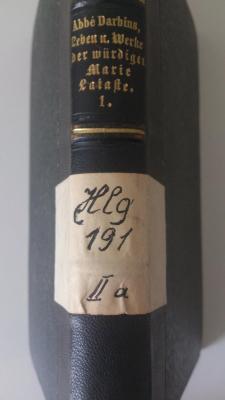 Abbé Darbins,
Leben u. Werke
der würdigen
Marie
Lataste.
1.
Hlg
191
II a